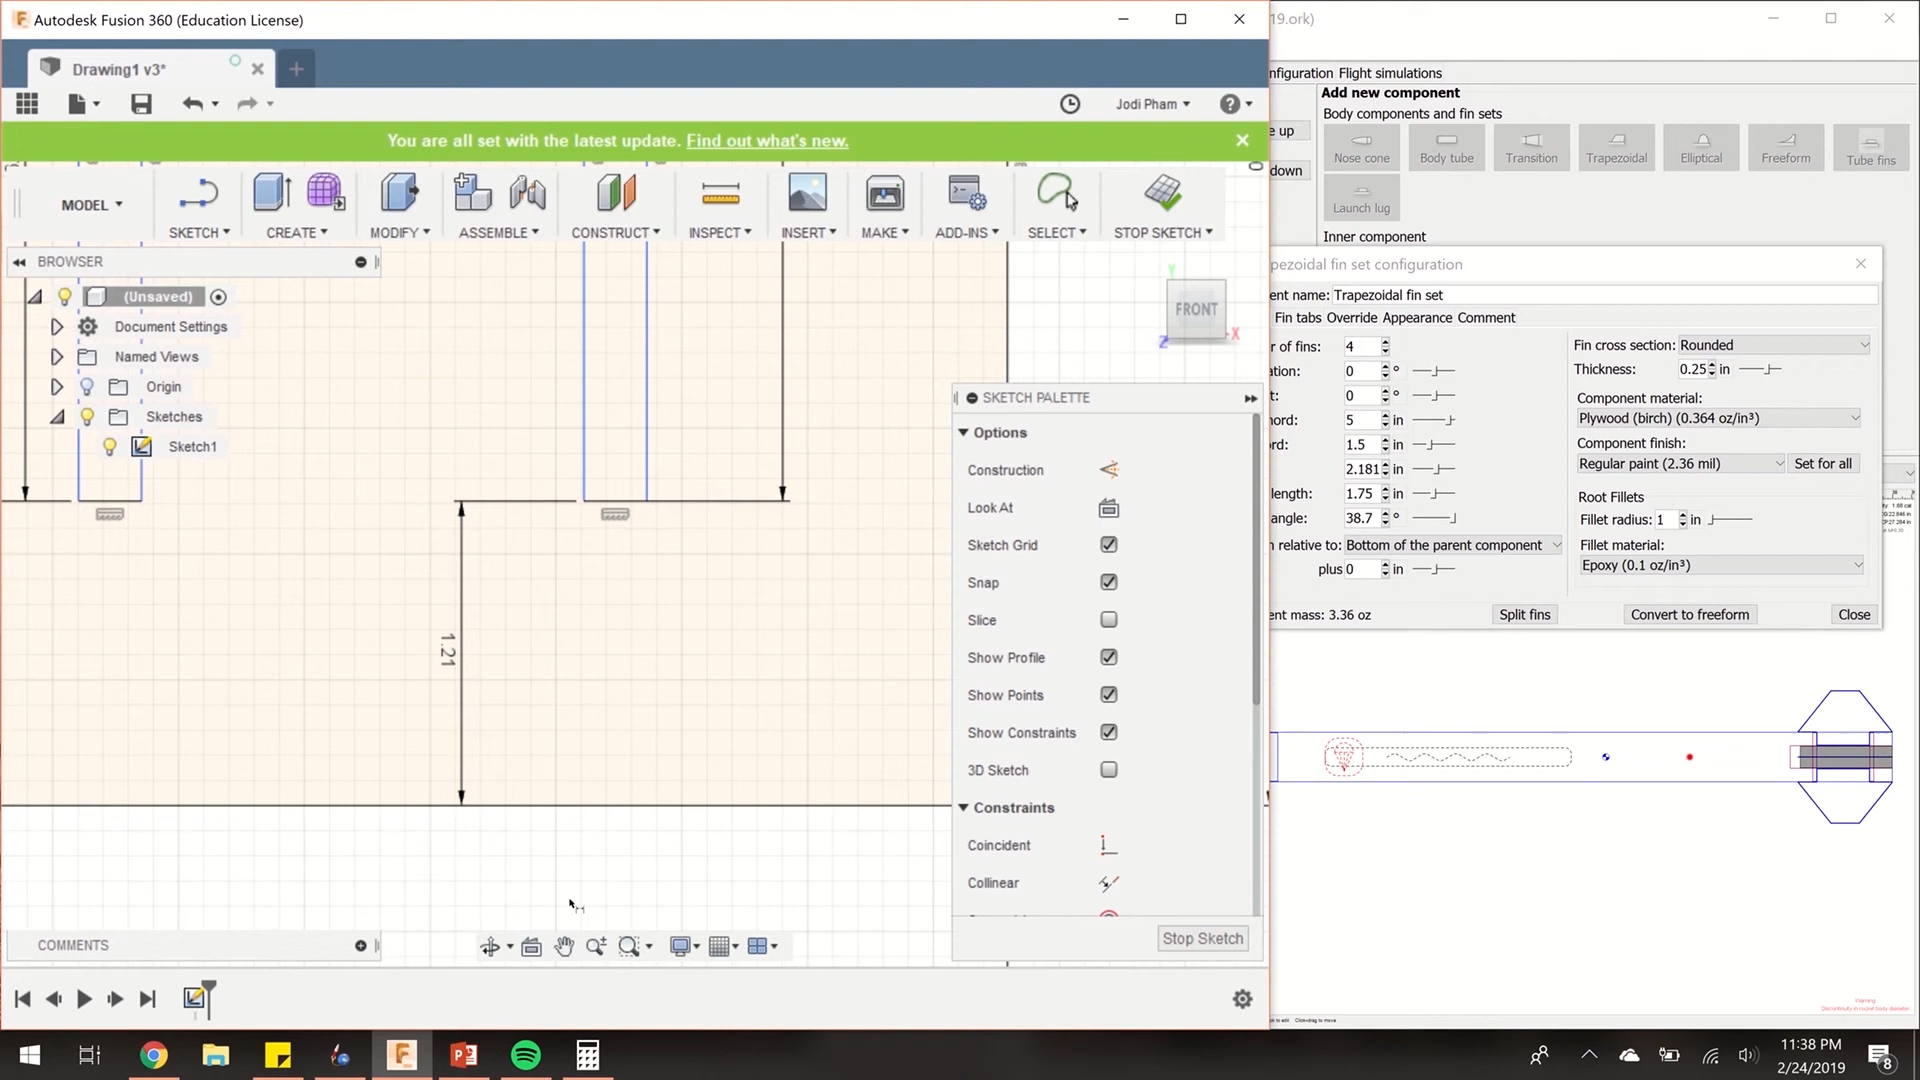 Autodesk Fusion 360 (Education License)
19.ork)
Drawing1 v3*
Jodi Pham
You are all set with the latest update. Find out what's new.
MODEL
SKETCH
CREATE
MODIFY
ASSEMBLE
CONSTRUCT
INSPECT
INSERT
MAKE
ADD-INS
SELECT
STOP SKETCH
BROWSER
(Unsaved)
Document Settings
Named Views
Origin
Sketches
Sketch1
FRONT
Y
X
Z
1.21
SKETCH PALETTE
Options
Construction
Look At
Sketch Grid
Snap
Slice
Show Profile
Show Points
Show Constraints
3D Sketch
Constraints
Coincident
Collinear
Stop Sketch
COMMENTS
nfiguration Flight simulations
Add new component
Body components and fin sets
e up
down
Nose cone
Body tube
Transition
Trapezoidal
Elliptical
Freeform
Tube fins
Launch lug
Inner component
pezoidal fin set configuration
ent name: Trapezoidal fin set
Fin tabs Override Appearance Comment
r of fins: 4
ation: 0 °
t: 0 °
nord: 5 in
ord: 1.5 in
2.181 in
length: 1.75 in
angle: 38.7 °
n relative to: Bottom of the parent component
plus 0 in
Fin cross section: Rounded
Thickness: 0.25 in
Component material:
Plywood (birch) (0.364 oz/in³)
Component finish:
Regular paint (2.36 mil) Set for all
Root Fillets
Fillet radius: 1 in
Fillet material:
Epoxy (0.1 oz/in³)
ent mass: 3.36 oz
Split fins
Convert to freeform
Close
Warning
Discontinuity in rocket body diameter
11:38 PM
2/24/2019
8